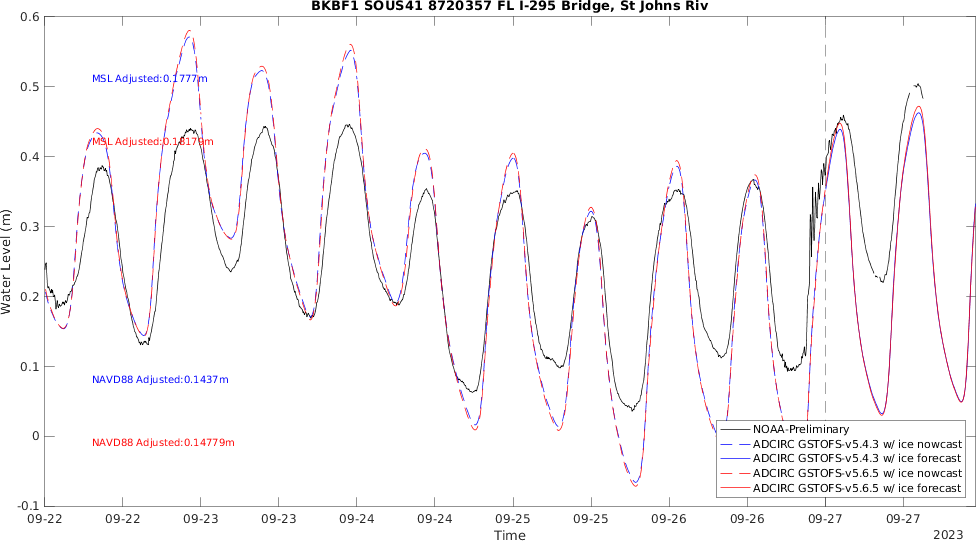 BKBF1 SOUS41 8720357 FL I-295 Bridge, St Johns Riv
0.6
0.5
0.4
0.3
0.2
0.1
0
-0.1
Water Level (m)
MSL Adjusted:0.1777m
MSL Adjusted:0.18179m
NAVD88 Adjusted:0.1437m
NAVD88 Adjusted:0.14779m
NOAA-Preliminary
ADCIRC GSTOFS-v5.4.3 w/ ice nowcast
ADCIRC GSTOFS-v5.4.3 w/ ice forecast
ADCIRC GSTOFS-v5.6.5 w/ ice nowcast
ADCIRC GSTOFS-v5.6.5 w/ ice forecast
09-22 09-22 09-23 09-23 09-24 09-24 09-25 09-25 09-26 09-26 09-27 09-27
Time
2023